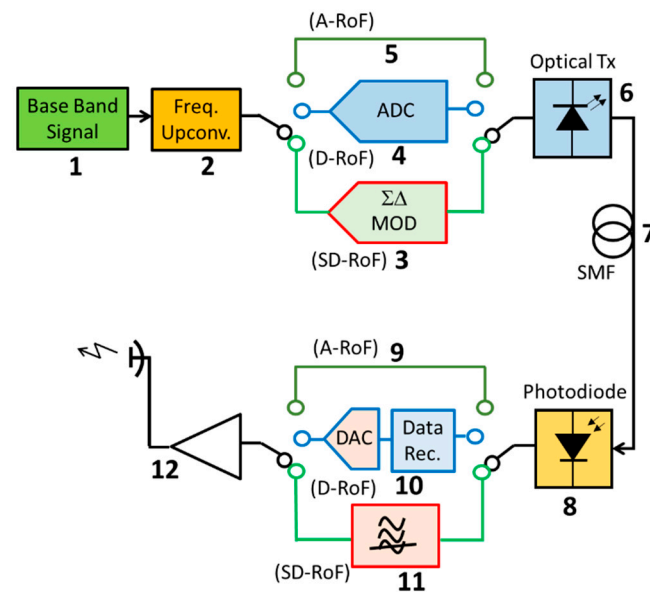 (A-RoF)
5
Optical Tx
6
Base Band
Signal
1
Freq.
Upconv.
2
ADC
(D-RoF) 4
ΣΔ
MOD
(SD-RoF) 3
7
SMF
(A-RoF) 9
Photodiode
8
12
DAC
Data
Rec.
(D-RoF) 10
(SD-RoF) 11